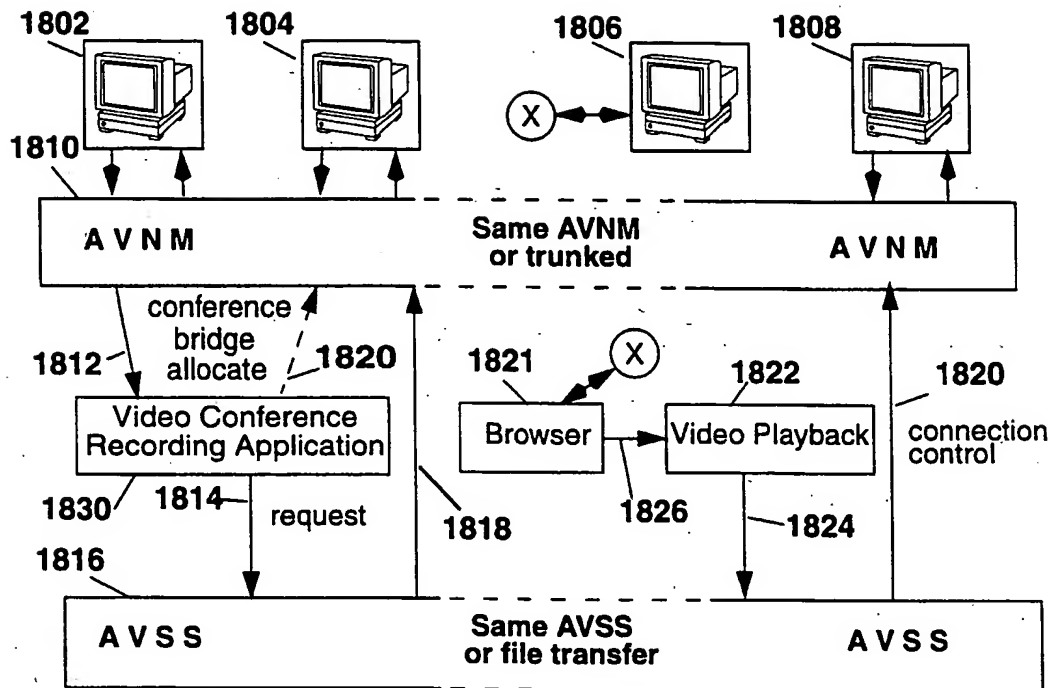 1802
1804
1806
1808
X
1810
A V N M
Same AVNM
or trunked
A V N M
conference
bridge
allocate
1812
1820
1821
X
1822
1820
Video Conference
Recording Application
Browser
Video Playback
connection
control
1830
1814
request
1818
1826
1824
1816
A V S S
Same AVSS
or file transfer
A V S S